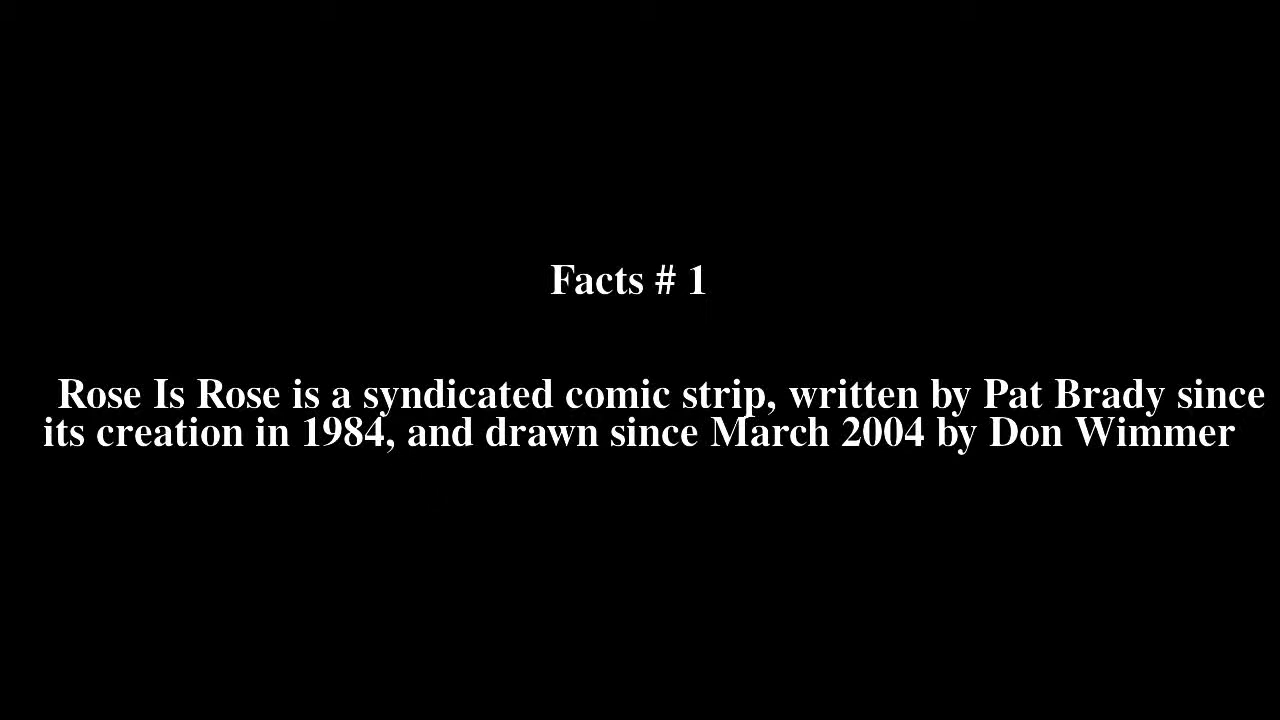 Facts # 1
Rose Is Rose is a syndicated comic strip, written by Pat Brady since
its creation in 1984, and drawn since March 2004 by Don Wimmer